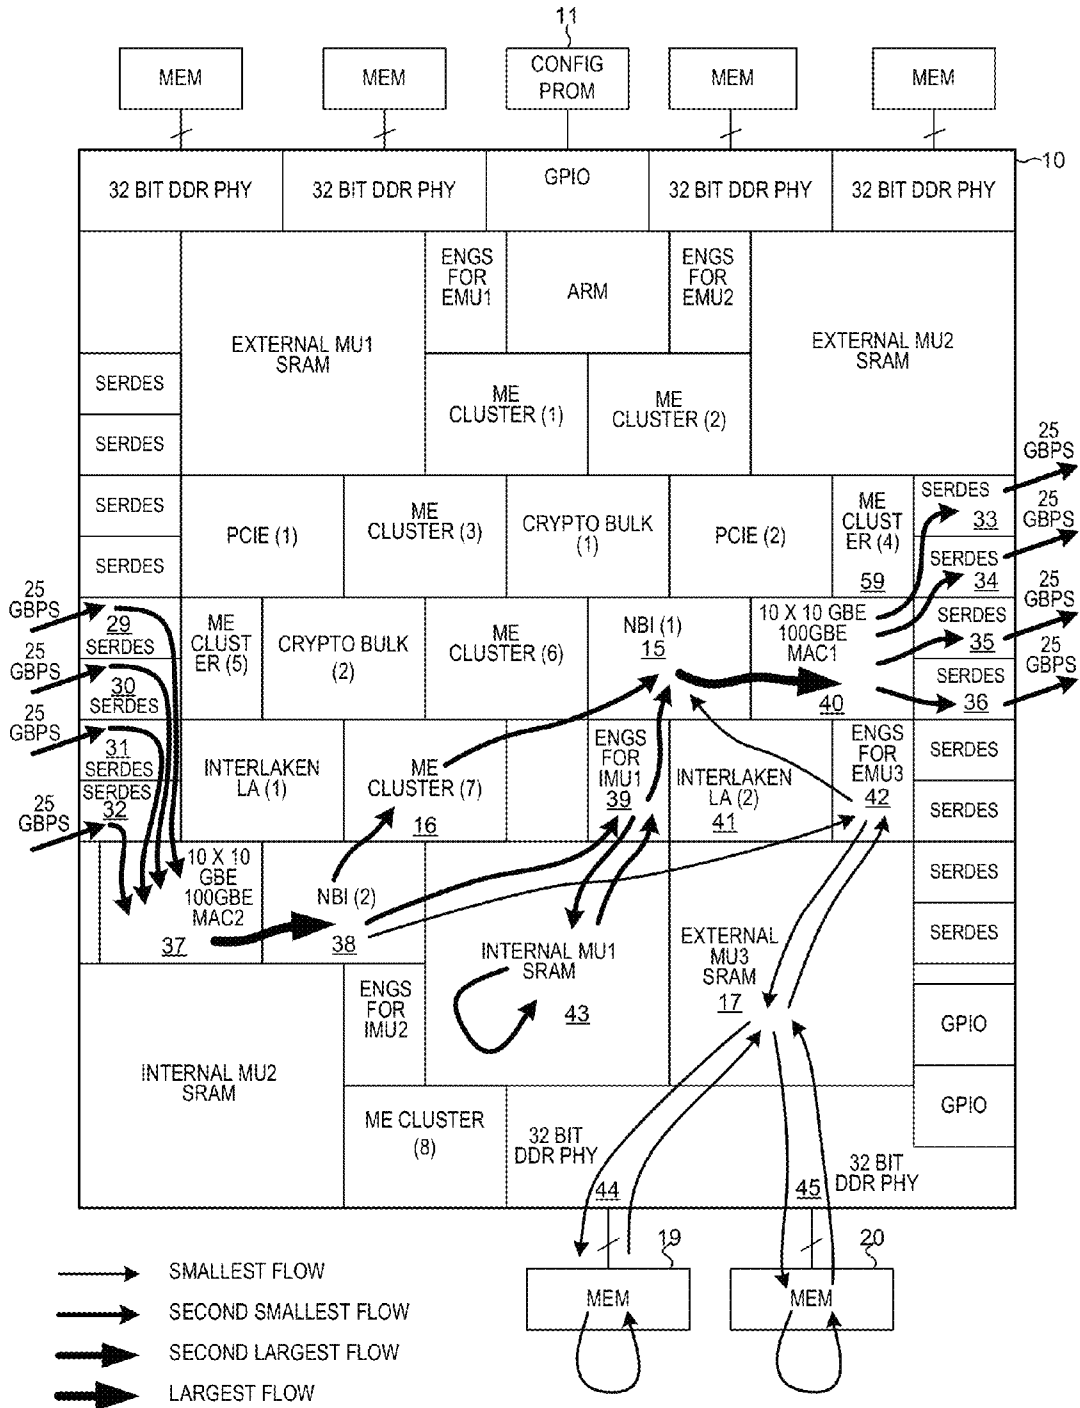 11
MEM
MEM
CONFIG
PROM
MEM
MEM
10
32 BIT DDR PHY
32 BIT DDR PHY
GPIO
32 BIT DDR PHY
32 BIT DDR PHY
EXTERNAL MU1
SRAM
ENGS
FOR
EMU1
ARM
ENGS
FOR
EMU2
EXTERNAL MU2
SRAM
SERDES
SERDES
ME
CLUSTER (1)
ME
CLUSTER (2)
25
GBPS
SERDES
SERDES
PCIE (1)
ME
CLUSTER (3)
CRYPTO BULK
(1)
PCIE (2)
ME
CLUST
ER (4)
59
SERDES
33
25
GBPS
SERDES
34
25
GBPS
29
SERDES
25
GBPS
30
SERDES
ME
CLUST
ER (5)
CRYPTO BULK
(2)
ME
CLUSTER (6)
NBI (1)
15
10 X 10 GBE
100GBE
MAC1
40
SERDES
35
25
GBPS
SERDES
36
25
GBPS
25
GBPS
31
SERDES
SERDES
32
25
GBPS
INTERLAKEN
LA (1)
ME
CLUSTER (7)
16
ENGS
FOR
IMU1
39
INTERLAKEN
LA (2)
41
ENGS
FOR
EMU3
42
SERDES
SERDES
10 X 10
GBE
100GBE
MAC2
37
NBI (2)
38
INTERNAL MU1
SRAM
43
EXTERNAL
MU3
SRAM
17
SERDES
SERDES
ENGS
FOR
IMU2
GPIO
GPIO
INTERNAL MU2
SRAM
ME CLUSTER
(8)
32 BIT
DDR PHY
44
45
32 BIT
DDR PHY
19
20
MEM
MEM
SMALLEST FLOW
SECOND SMALLEST FLOW
SECOND LARGEST FLOW
LARGEST FLOW